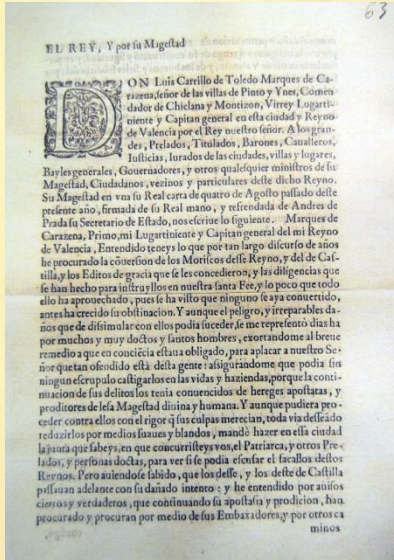 63
EL REY, Y por su Magestad
DON Luis Carrillo de Toledo Marques de Ca-
razena, señor de las villas de Pinto y Ynes, Comen
dador de Chiclana y Montizon, Virrey Lugarti-
niente y Capitan general en esta ciudad y Reyno
de Valencia por el Rey nuestro señor. A los gran-
des, Prelados, Titulados, Barones, Caualleros,
Iusticias, Iurados de las ciudades, villas y lugares,
Bayles generales, Gouernadores, y otros qualesquier ministros de su
Magestad, Ciudadanos, vezinos y particulares deste dicho Reyno.
Su Magestad en vna su Real carta de quatro de Agosto passado deste
presente año, firmada de su Real mano, y refrendada de Andres de
Prada su Secretario de Estado, nos escriue lo siguiente. Marques de
Carazena, Primo, mi Lugartiniente y Capitan general del mi Reyno
de Valencia, Entendido teneys lo que por tan largo discurso de años
he procurado la cõuersion de los Moriscos desse Reyno, y del de Cas-
tilla, y los Editos de gracia que se les concedieron, y las diligencias que
se han hecho para instruyllos en nuestra santa Fee, y lo poco que todo
ello ha aprouechado, pues se ha visto que ninguno se aya conuertido,
antes ha crecido su obstinacion. Y aunque el peligro, y irreparables da-
ños que de dissimular con ellos podia suceder, se me representò dias ha
por muchos y muy doctos y santos hombres, exortandome al breue
remedio a que en conciẽcia estaua obligado, para aplacar a nuestro Se-
ñor que tan ofendido està desta gente: assigurandome que podia sin
ningun escrupulo castigarlos en las vidas y haziendas, porque la conti-
nuacion de sus delitos los tenia conuencidos de hereges apostatas, y
proditores de lesa Magestad diuina y humana. Y aunque pudiera pro-
ceder contra ellos con el rigor q̃ sus culpas merecian, toda via desseãdo
reduzirlos por medios suaues y blandos, mandè hazer en essa ciudad
la junta que sabeys, en que concurristeys vos, el Patriarca, y otros Pre-
lados, y personas doctas, para ver si se podia escusar el sacallos destos
Reynos. Pero auiendose sabido, que los desse, y los deste de Castilla
passauan adelante con su dañado intento: y he entendido por auisos
ciertos y verdaderos, que continuando su apostasia y prodicion, han
procurado y procuran por medio de sus Embaxadores, y por otros ca
minos